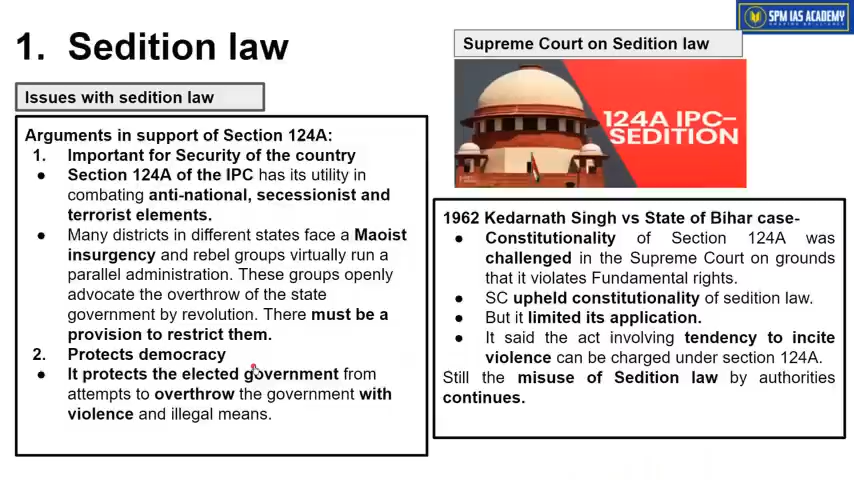 SPM IAS ACADEMY
1. Sedition law
Issues with sedition law
Arguments in support of Section 124A:
1. Important for Security of the country
● Section 124A of the IPC has its utility in
combating anti-national, secessionist and
terrorist elements.
● Many districts in different states face a Maoist
insurgency and rebel groups virtually run a
parallel administration. These groups openly
advocate the overthrow of the state
government by revolution. There must be a
provision to restrict them.
2. Protects democracy
● It protects the elected government from
attempts to overthrow the government with
violence and illegal means.
Supreme Court on Sedition law
124A IPC–
SEDITION
1962 Kedarnath Singh vs State of Bihar case-
● Constitutionality of Section 124A was
challenged in the Supreme Court on grounds
that it violates Fundamental rights.
● SC upheld constitutionality of sedition law.
● But it limited its application.
● It said the act involving tendency to incite
violence can be charged under section 124A.
Still the misuse of Sedition law by authorities
continues.